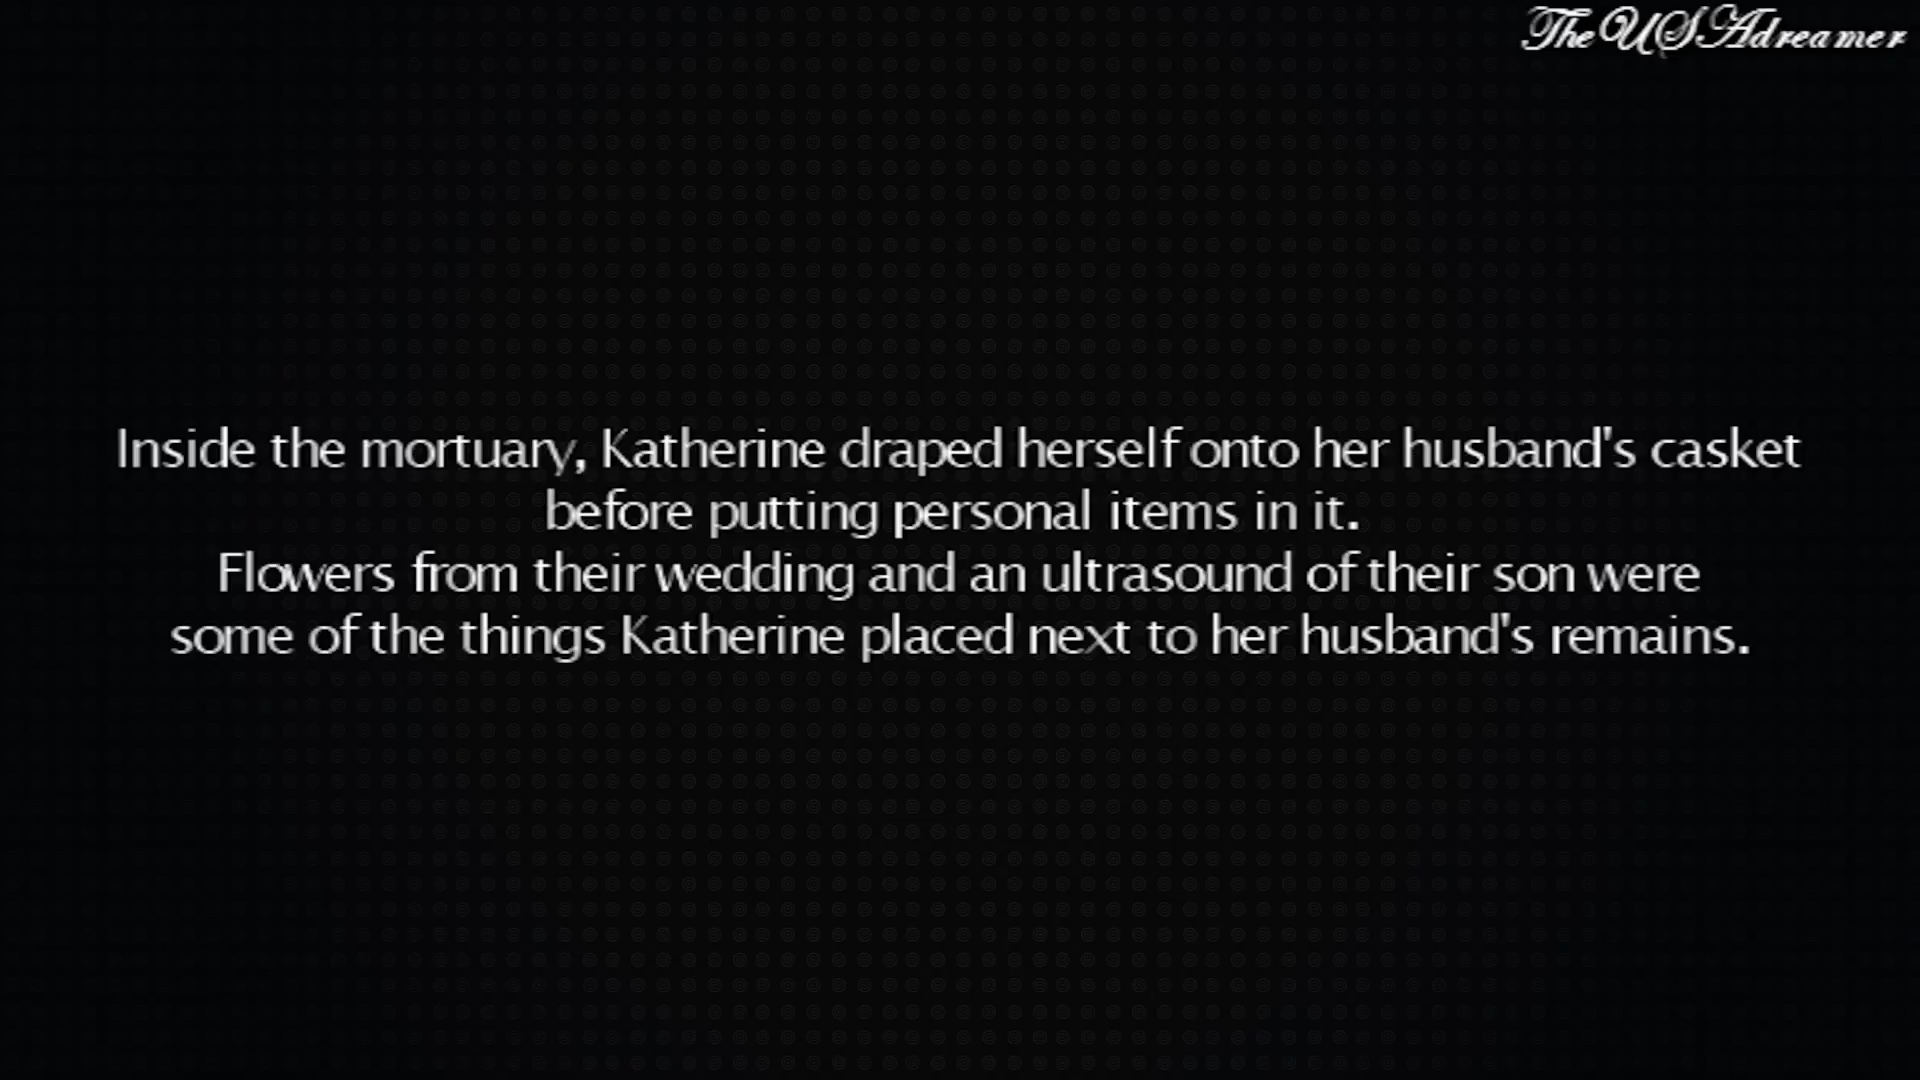 TheUSAdreamer
Inside the mortuary, Katherine draped herself onto her husband's casket
before putting personal items in it.
Flowers from their wedding and an ultrasound of their son were
some of the things Katherine placed next to her husband's remains.